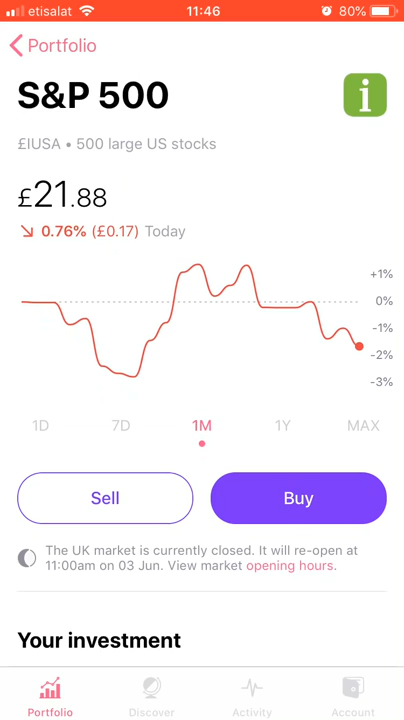 etisalat 11:46 80%
Portfolio
S&P 500
i
£IUSA • 500 large US stocks
£21.88
↘ 0.76% (£0.17) Today
+1%
0%
-1%
-2%
-3%
1D 7D 1M 1Y MAX
Sell Buy
The UK market is currently closed. It will re-open at
11:00am on 03 Jun. View market opening hours.
Your investment
Portfolio Discover Activity Account